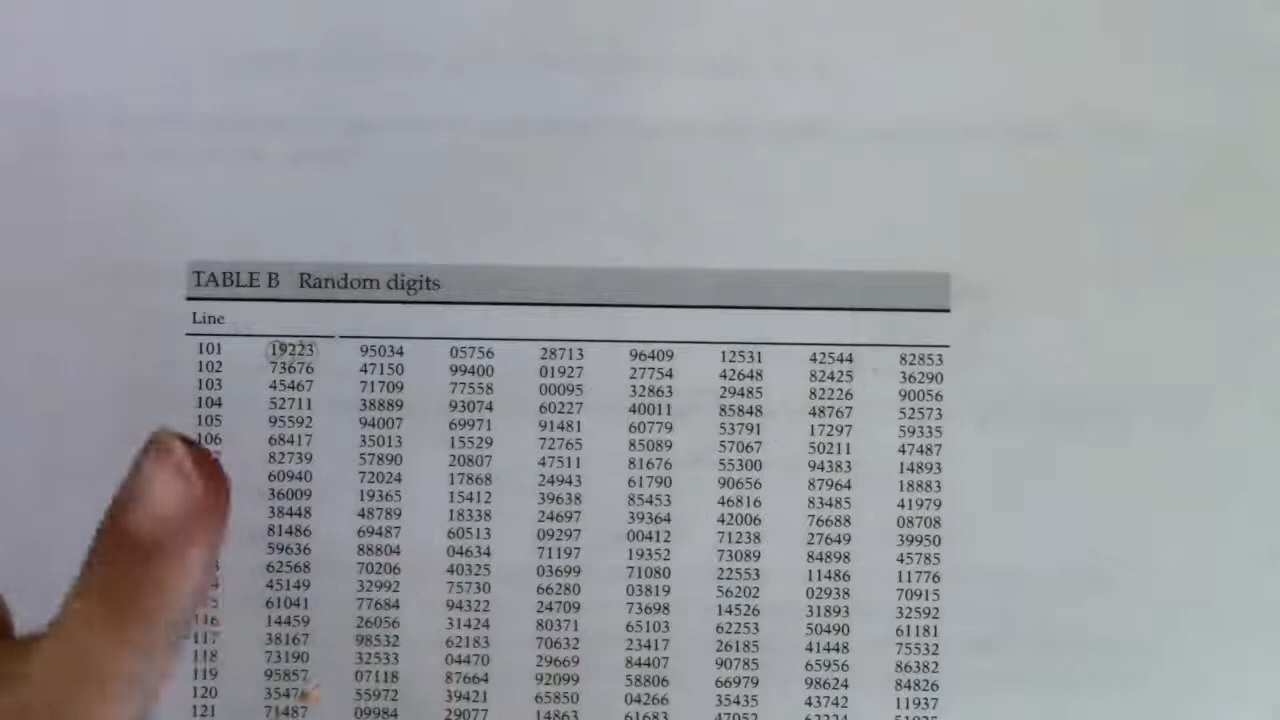 TABLE B Random digits
Line
101 19223 95034 05756 28713 96409 12531 42544 82853
102 73676 47150 99400 01927 27754 42648 82425 36290
103 45467 71709 77558 00095 32863 29485 82226 90056
104 52711 38889 93074 60227 40011 85848 48767 52573
105 95592 94007 69971 91481 60779 53791 17297 59335
106 68417 35013 15529 72765 85089 57067 50211 47487
82739 57890 20807 47511 81676 55300 94383 14893
60940 72024 17868 24943 61790 90656 87964 18883
36009 19365 15412 39638 85453 46816 83485 41979
38448 48789 18338 24697 39364 42006 76688 08708
81486 69487 60513 09297 00412 71238 27649 39950
59636 88804 04634 71197 19352 73089 84898 45785
3 62568 70206 40325 03699 71080 22553 11486 11776
4 45149 32992 75730 66280 03819 56202 02938 70915
5 61041 77684 94322 24709 73698 14526 31893 32592
116 14459 26056 31424 80371 65103 62253 50490 61181
117 38167 98532 62183 70632 23417 26185 41448 75532
118 73190 32533 04470 29669 84407 90785 65956 86382
119 95857 07118 87664 92099 58806 66979 98624 84826
120 3547 55972 39421 65850 04266 35435 43742 11937
121 71487 09984 29077 14863 61683 47052